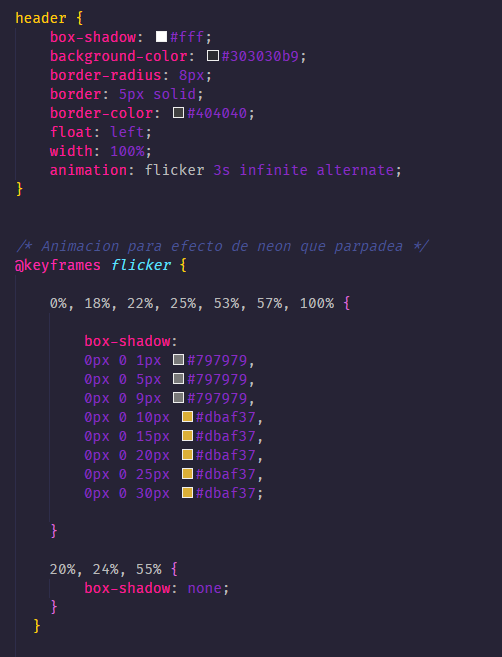 header {
box-shadow: #fff;
background-color: #303030b9;
border-radius: 8px;
border: 5px solid;
border-color: #404040;
float: left;
width: 100%;
animation: flicker 3s infinite alternate;
}
/* Animacion para efecto de neon que parpadea */
@keyframes flicker {
0%, 18%, 22%, 25%, 53%, 57%, 100% {
box-shadow:
0px 0 1px #797979,
0px 0 5px #797979,
0px 0 9px #797979,
0px 0 10px #dbaf37,
0px 0 15px #dbaf37,
0px 0 20px #dbaf37,
0px 0 25px #dbaf37,
0px 0 30px #dbaf37;
}
20%, 24%, 55% {
box-shadow: none;
}
}